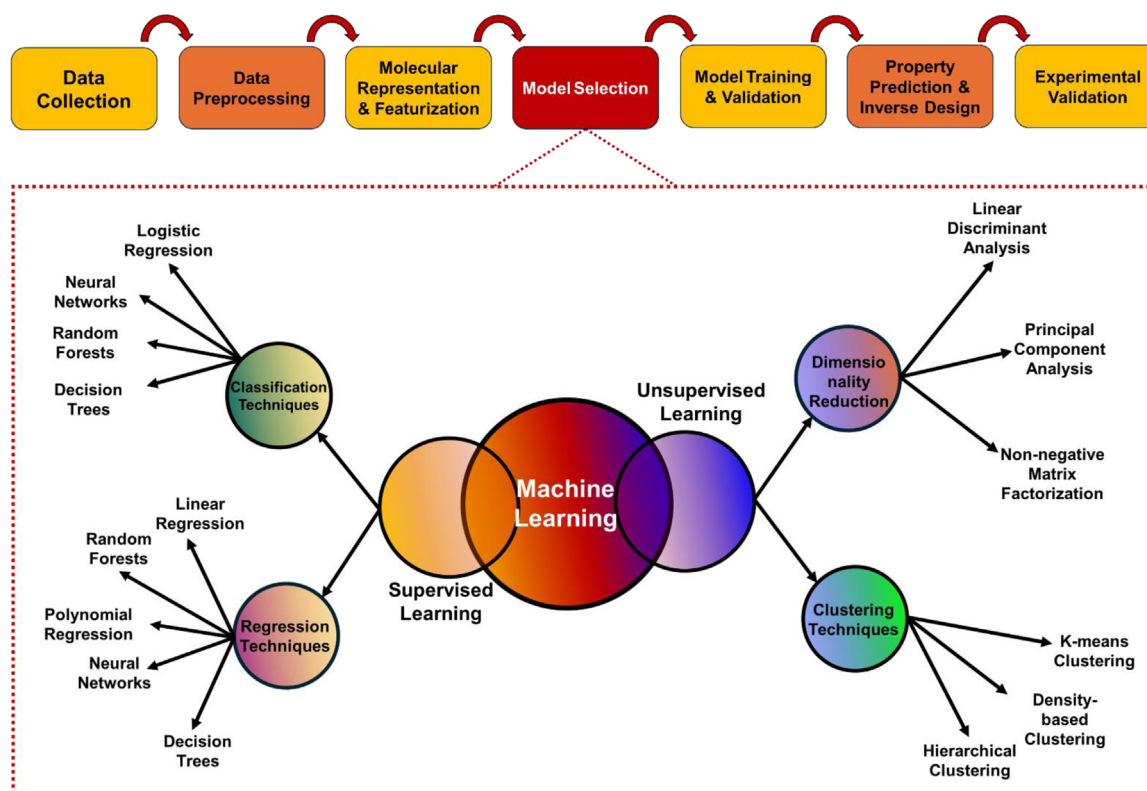 Data
Collection
Data
Preprocessing
Molecular
Representation
& Featurization
Model Selection
Model Training
& Validation
Property
Prediction &
Inverse Design
Experimental
Validation
Logistic
Regression
Neural
Networks
Random
Forests
Decision
Trees
Classification
Techniques
Linear
Regression
Random
Forests
Polynomial
Regression
Neural
Networks
Decision
Trees
Regression
Techniques
Supervised
Learning
Machine
Learning
Unsupervised
Learning
Dimensio
nality
Reduction
Linear
Discriminant
Analysis
Principal
Component
Analysis
Non-negative
Matrix
Factorization
Clustering
Techniques
K-means
Clustering
Density-
based
Clustering
Hierarchical
Clustering